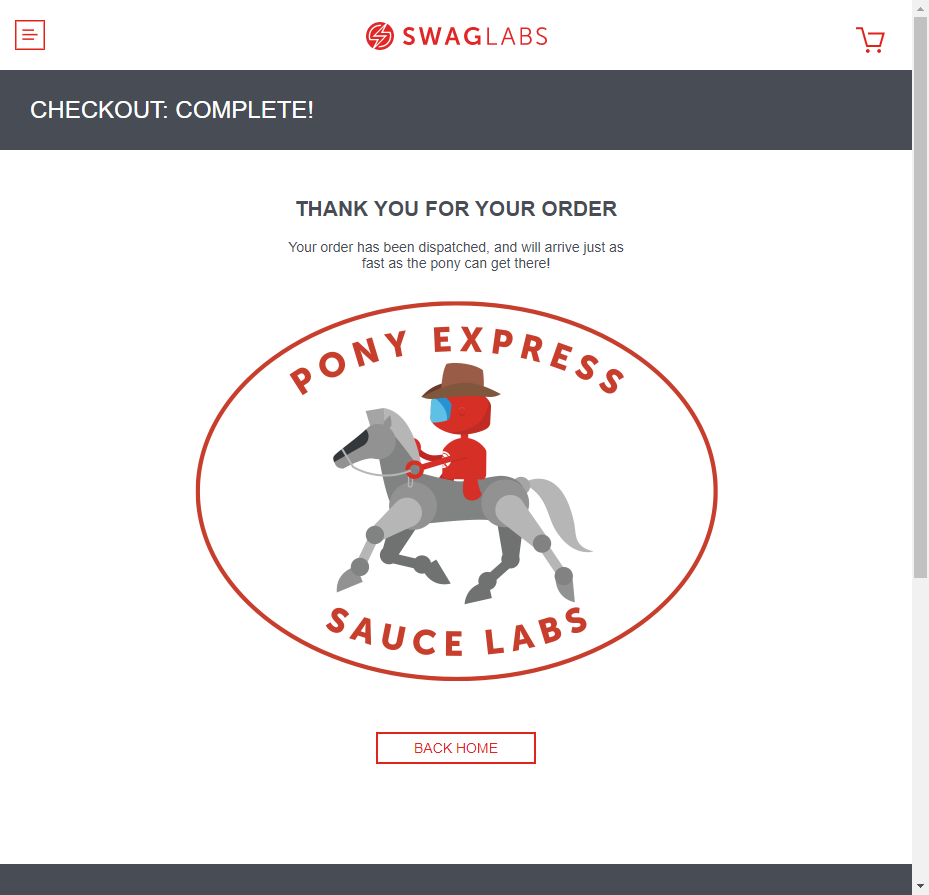 SWAGLABS
CHECKOUT: COMPLETE!
THANK YOU FOR YOUR ORDER
Your order has been dispatched, and will arrive just as
fast as the pony can get there!
PONY EXPRESS
SAUCE LABS
BACK HOME